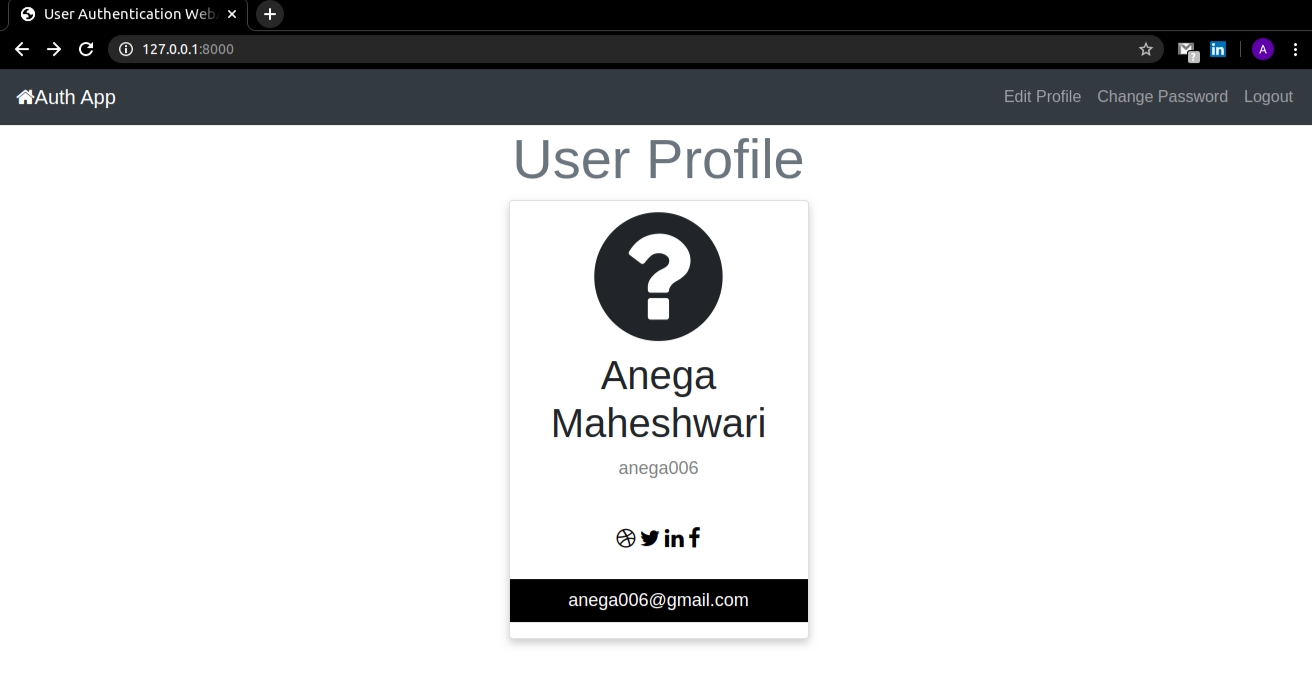 User Authentication Web
127.0.0.1:8000
A
Auth App
Edit Profile Change Password Logout
User Profile
?
Anega
Maheshwari
anega006
anega006@gmail.com